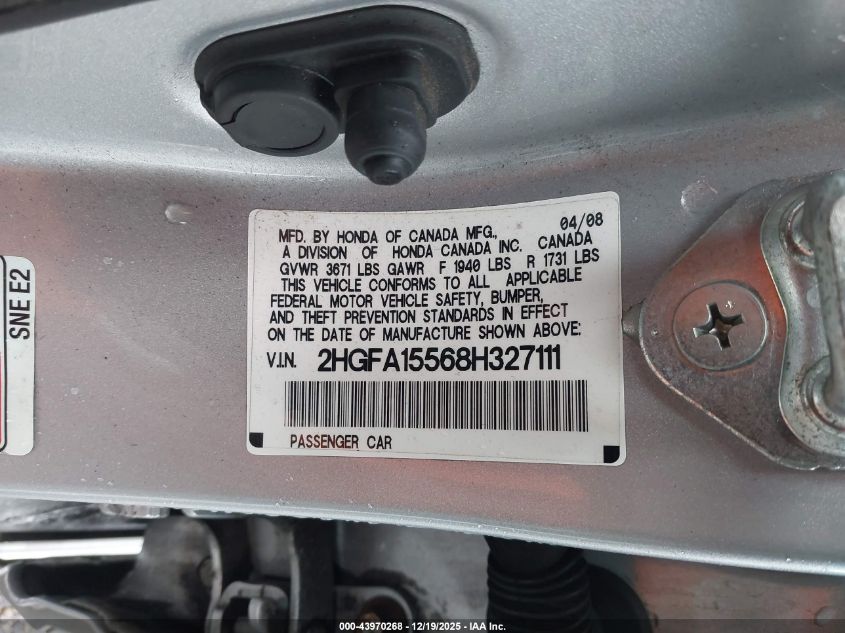 04/08
MFD. BY HONDA OF CANADA MFG.,
A DIVISION OF HONDA CANADA INC. CANADA
GVWR 3671 LBS GAWR F 1940 LBS R 1731 LBS
THIS VEHICLE CONFORMS TO ALL APPLICABLE
FEDERAL MOTOR VEHICLE SAFETY, BUMPER,
AND THEFT PREVENTION STANDARDS IN EFFECT
ON THE DATE OF MANUFACTURE SHOWN ABOVE:
V.I.N. 2HGFA15568H327111
PASSENGER CAR
SNE E2
000-43970268 - 12/19/2025 - IAA Inc.